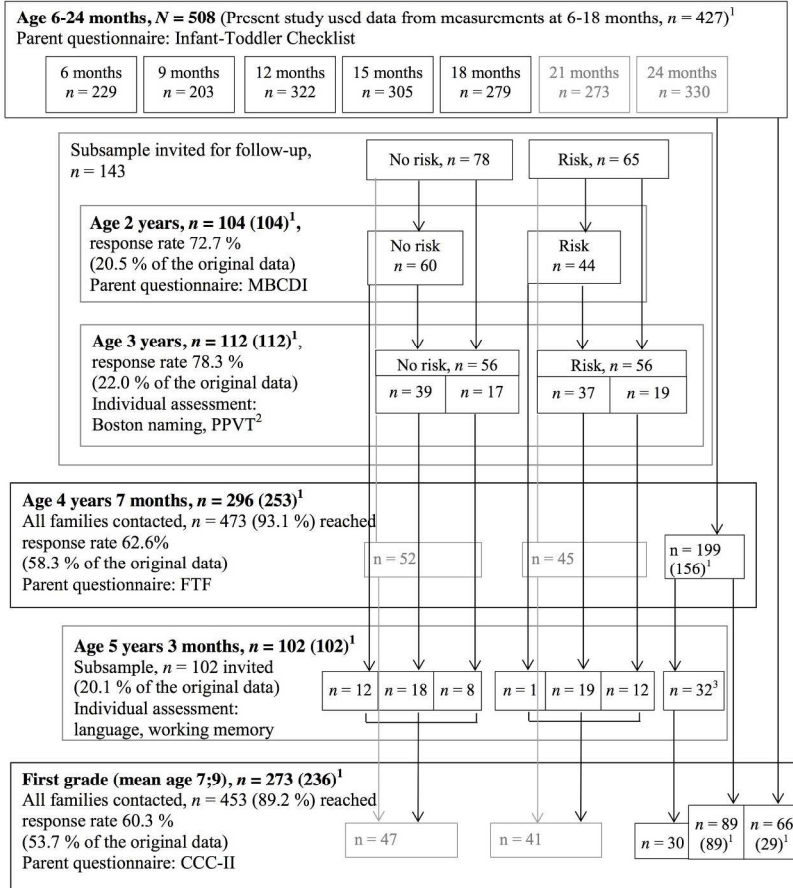 Age 6-24 months, N = 508 (Present study used data from measurements at 6-18 months, n = 427)¹
Parent questionnaire: Infant-Toddler Checklist
6 months
n = 229
9 months
n = 203
12 months
n = 322
15 months
n = 305
18 months
n = 279
21 months
n = 273
24 months
n = 330
Subsample invited for follow-up,
n = 143
No risk, n = 78
Risk, n = 65
Age 2 years, n = 104 (104)¹,
response rate 72.7 %
(20.5 % of the original data)
Parent questionnaire: MBCDI
No risk
n = 60
Risk
n = 44
Age 3 years, n = 112 (112)¹,
response rate 78.3 %
(22.0 % of the original data)
Individual assessment:
Boston naming, PPVT²
No risk, n = 56
n = 39
n = 17
Risk, n = 56
n = 37
n = 19
Age 4 years 7 months, n = 296 (253)¹
All families contacted, n = 473 (93.1 %) reached
response rate 62.6%
(58.3 % of the original data)
Parent questionnaire: FTF
n = 52
n = 45
n = 199
(156)¹
Age 5 years 3 months, n = 102 (102)¹
Subsample, n = 102 invited
(20.1 % of the original data)
Individual assessment:
language, working memory
n = 12
n = 18
n = 8
n = 1
n = 19
n = 12
n = 32³
First grade (mean age 7;9), n = 273 (236)¹
All families contacted, n = 453 (89.2 %) reached
response rate 60.3 %
(53.7 % of the original data)
Parent questionnaire: CCC-II
n = 47
n = 41
n = 30
n = 89
(89)¹
n = 66
(29)¹